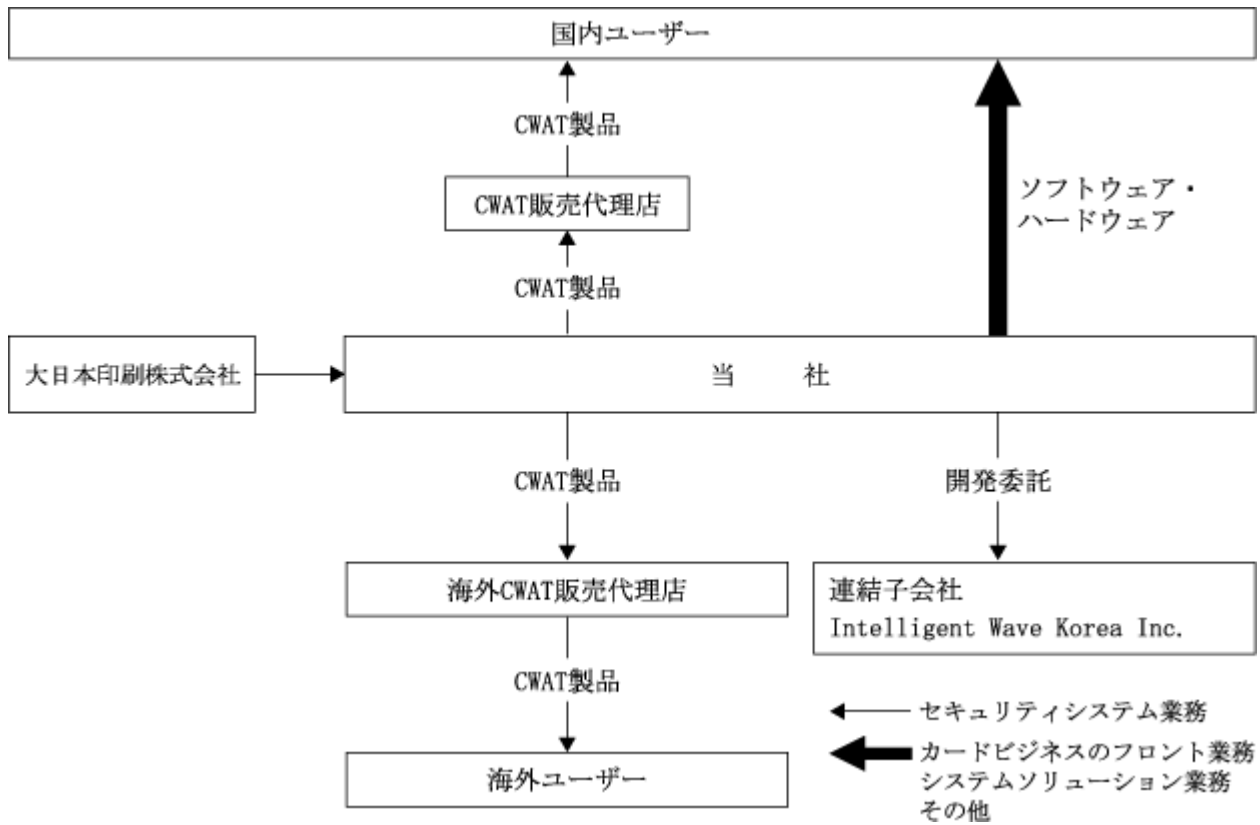 国内ユーザー
CWAT製品
CWAT販売代理店
ソフトウェア・
ハードウェア
CWAT製品
大日本印刷株式会社
当　　社
CWAT製品
開発委託
海外CWAT販売代理店
連結子会社
Intelligent Wave Korea Inc.
CWAT製品
セキュリティシステム業務
カードビジネスのフロント業務
システムソリューション業務
その他
海外ユーザー